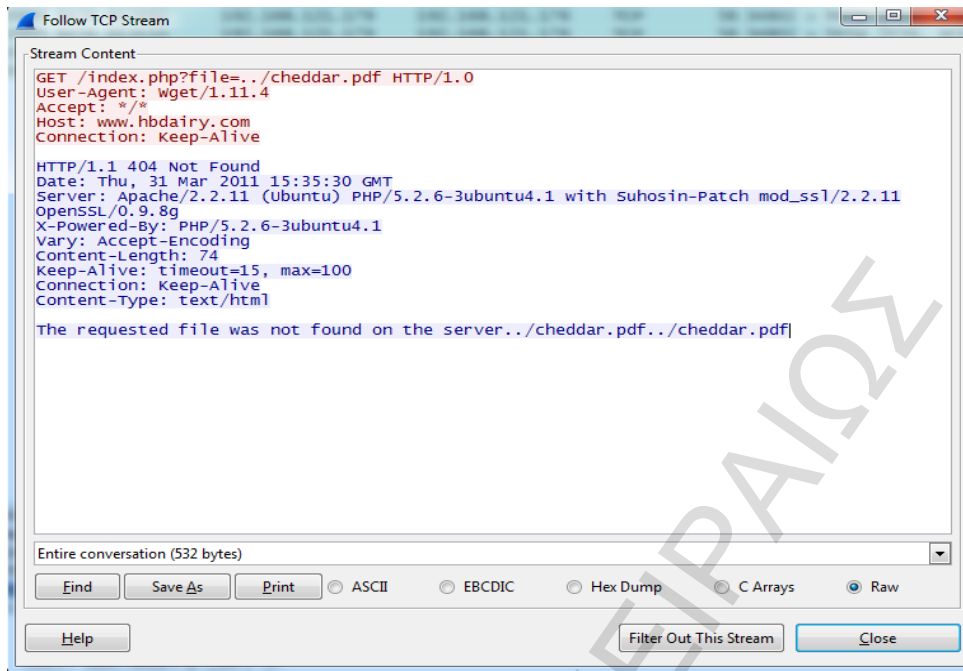 Follow TCP Stream
Stream Content
GET /index.php?file=../cheddar.pdf HTTP/1.0
User-Agent: Wget/1.11.4
Accept: */*
Host: www.hbdairy.com
Connection: Keep-Alive
HTTP/1.1 404 Not Found
Date: Thu, 31 Mar 2011 15:35:30 GMT
Server: Apache/2.2.11 (Ubuntu) PHP/5.2.6-3ubuntu4.1 with Suhosin-Patch mod_ssl/2.2.11
OpenSSL/0.9.8g
X-Powered-By: PHP/5.2.6-3ubuntu4.1
Vary: Accept-Encoding
Content-Length: 74
Keep-Alive: timeout=15, max=100
Connection: Keep-Alive
Content-Type: text/html
The requested file was not found on the server../cheddar.pdf../cheddar.pdf
Entire conversation (532 bytes)
Find Save As Print ASCII EBCDIC Hex Dump C Arrays Raw
Help Filter Out This Stream Close
ΕΙΡΑΙΩΣ